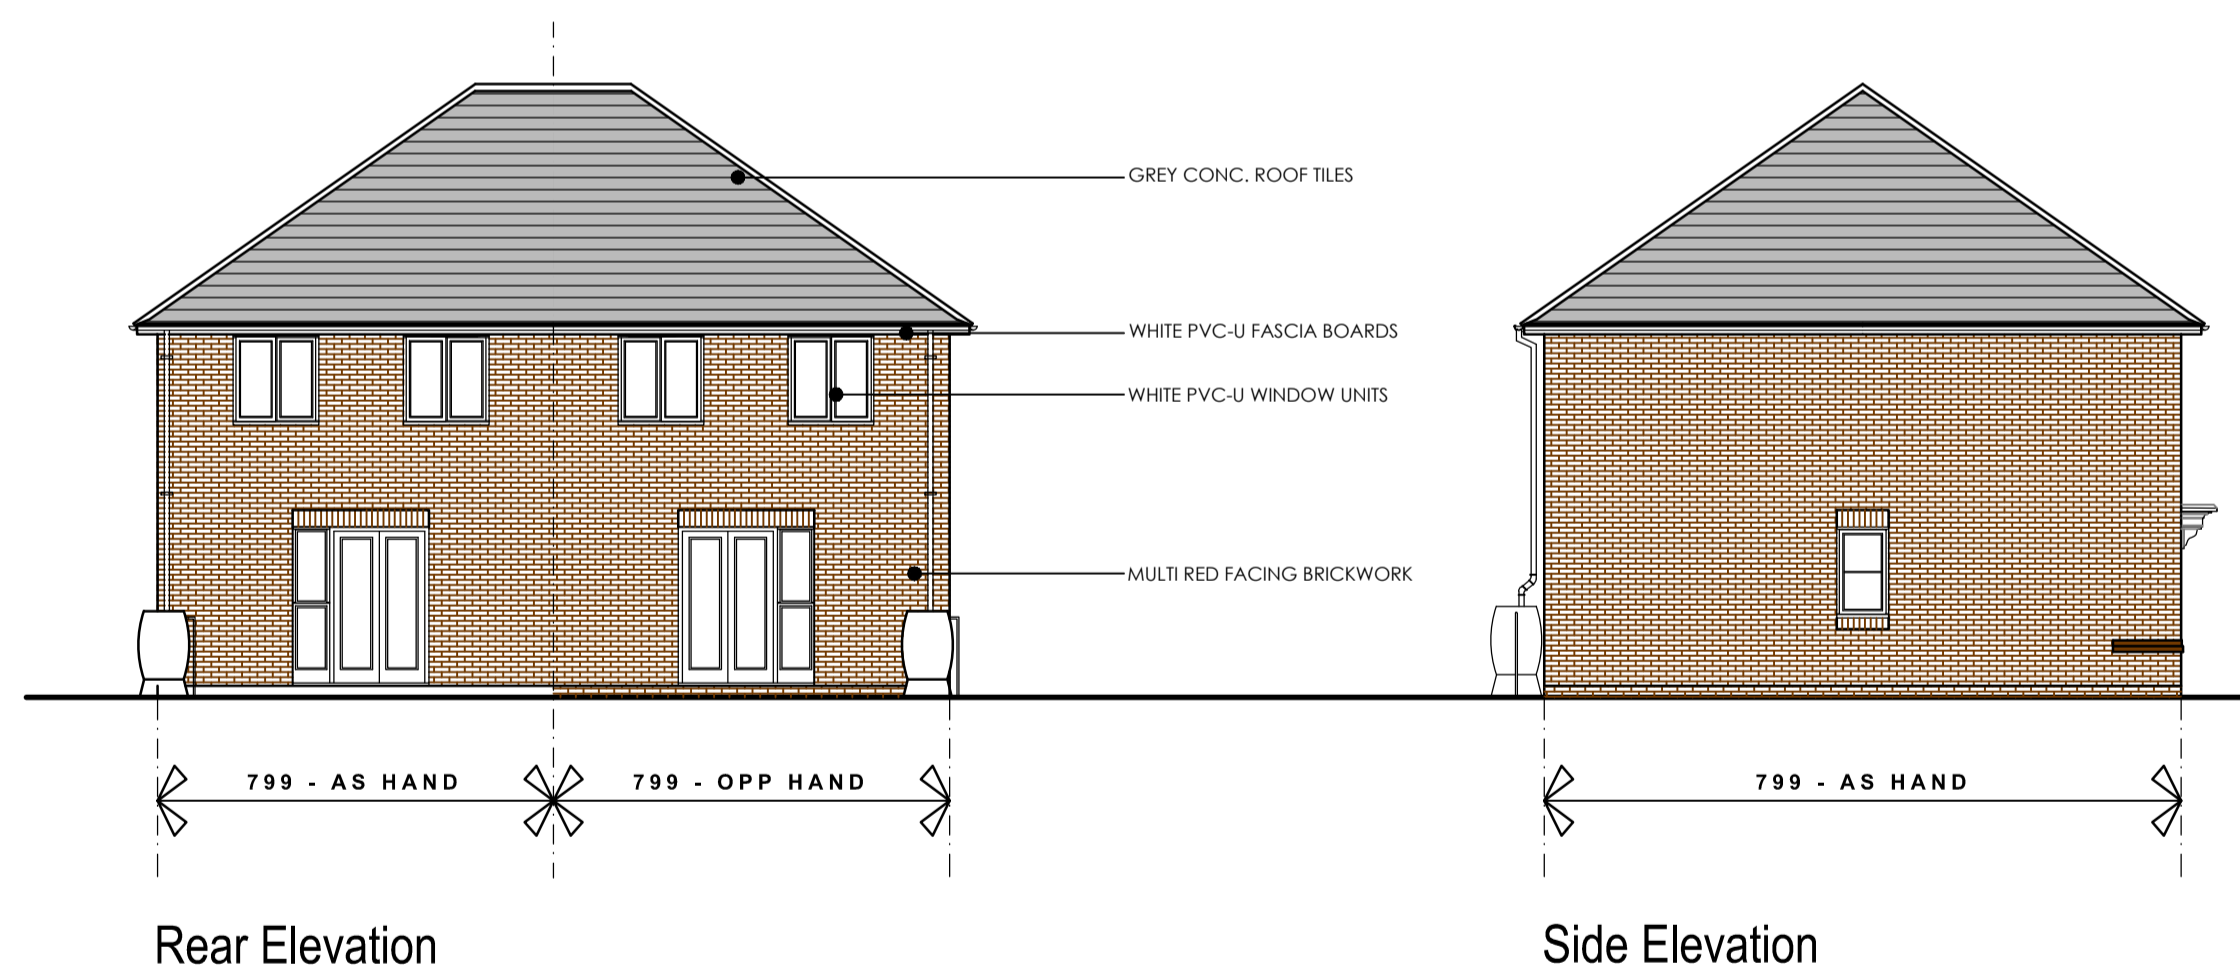 GREY CONC. ROOF TILES
WHITE PVC-U FASCIA BOARDS
WHITE PVC-U WINDOW UNITS
MULTI RED FACING BRICKWORK
799 - AS HAND
799 - OPP HAND
799 - AS HAND
Rear Elevation
Side Elevation